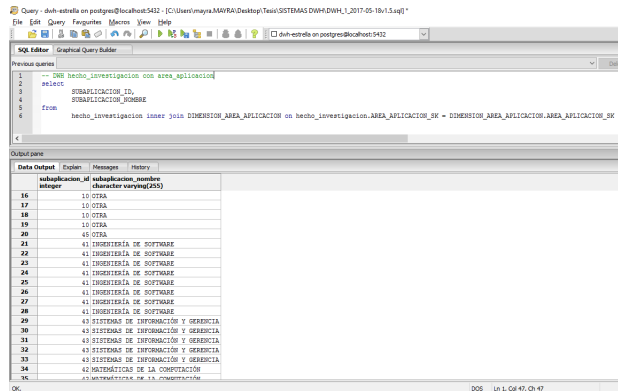 Query - dwh-estrella on postgres@localhost:5432 - [C:\Users\mayra.MAYRA\Desktop\Tesis\SISTEMAS DWH\DWH_1_2017-05-18v1.5.sql] *
File Edit Query Favourites Macros View Help
dwh-estrella on postgres@localhost:5432
SQL Editor Graphical Query Builder
Previous queries
1 -- DWH hecho_investigacion con area_aplicacion
2 select
3 SUBAPLICACION_ID,
4 SUBAPLICACION_NOMBRE
5 from
6 hecho_investigacion inner join DIMENSION_AREA_APLICACION on hecho_investigacion.AREA_APLICACION_SK = DIMENSION_AREA_APLICACION.AREA_APLICACION_SK
Output pane
Data Output Explain Messages History
subaplicacion_id subaplicacion_nombre
integer character varying(255)
16 10 OTRA
17 10 OTRA
18 10 OTRA
19 10 OTRA
20 45 OTRA
21 41 INGENIERÍA DE SOFTWARE
22 41 INGENIERÍA DE SOFTWARE
23 41 INGENIERÍA DE SOFTWARE
24 41 INGENIERÍA DE SOFTWARE
25 41 INGENIERÍA DE SOFTWARE
26 41 INGENIERÍA DE SOFTWARE
27 41 INGENIERÍA DE SOFTWARE
28 41 INGENIERÍA DE SOFTWARE
29 43 SISTEMAS DE INFORMACIÓN Y GERENCIA
30 43 SISTEMAS DE INFORMACIÓN Y GERENCIA
31 43 SISTEMAS DE INFORMACIÓN Y GERENCIA
32 43 SISTEMAS DE INFORMACIÓN Y GERENCIA
33 43 SISTEMAS DE INFORMACIÓN Y GERENCIA
34 42 MATEMÁTICAS DE LA COMPUTACIÓN
35 42 MATEMÁTICAS DE LA COMPUTACIÓN
OK. DOS Ln 1, Col 47, Ch 47